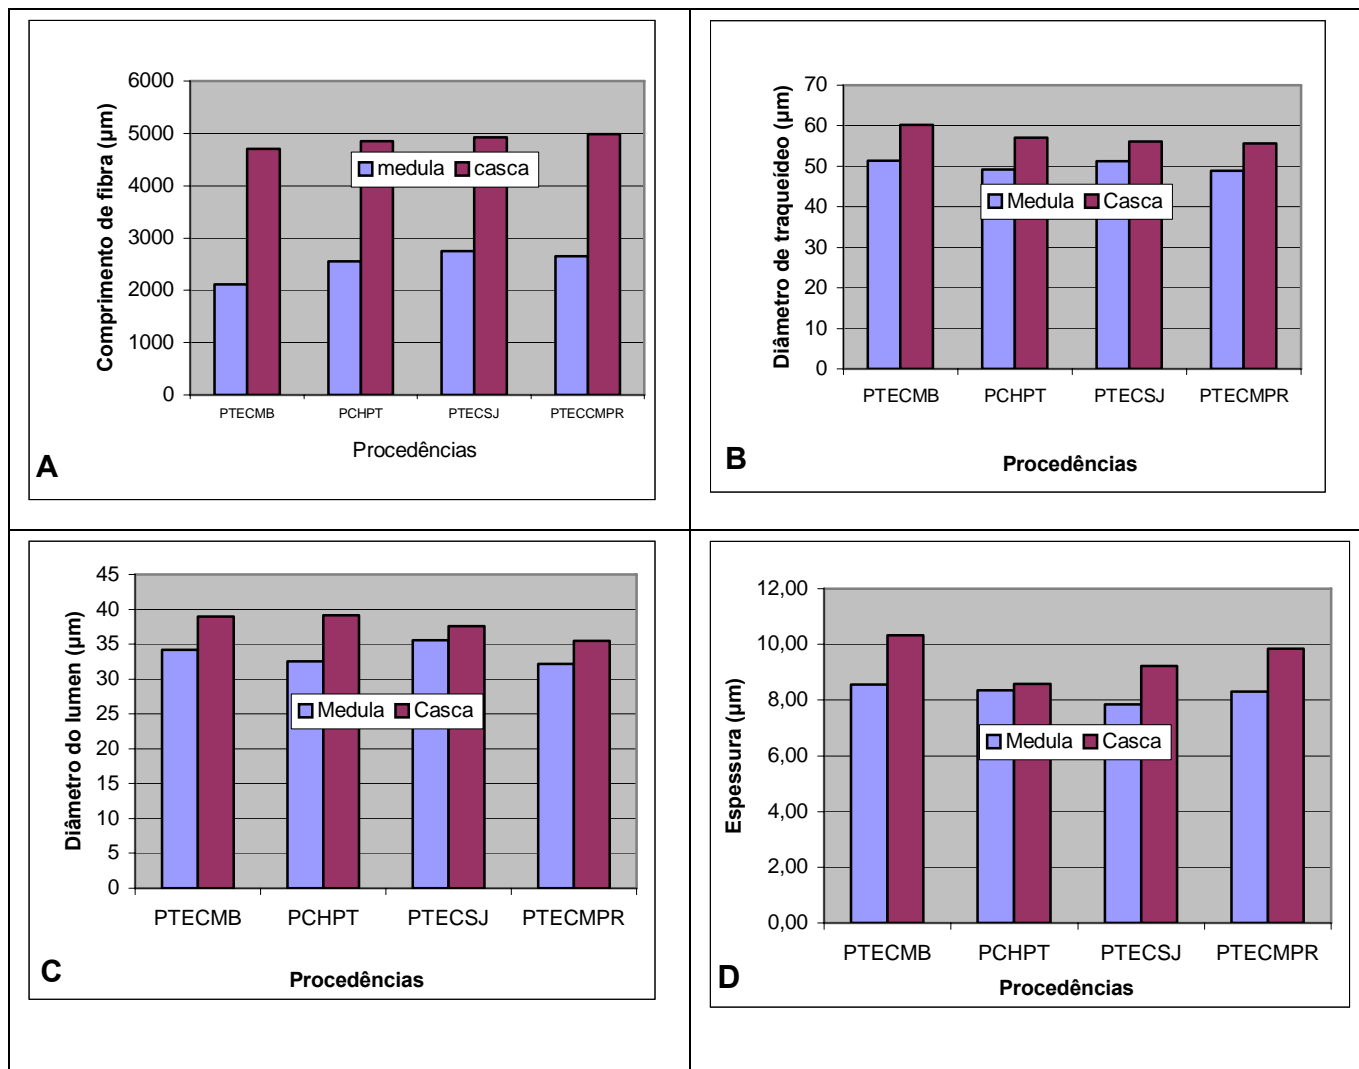 6000
5000
4000
3000
2000
1000
0
Comprimento de fibra (µm)
medula casca
PTECMB PCHPT PTECSJ PTECCMPR
Procedências
A
70
60
50
40
30
20
10
0
Diâmetro de traqueídeo (µm)
Medula Casca
PTECMB PCHPT PTECSJ PTECMPR
Procedências
B
45
40
35
30
25
20
15
10
5
0
Diâmetro do lumen (µm)
Medula Casca
PTECMB PCHPT PTECSJ PTECMPR
Procedências
C
12,00
10,00
8,00
6,00
4,00
2,00
0,00
Espessura (µm)
Medula Casca
PTECMB PCHPT PTECSJ PTECMPR
Procedências
D